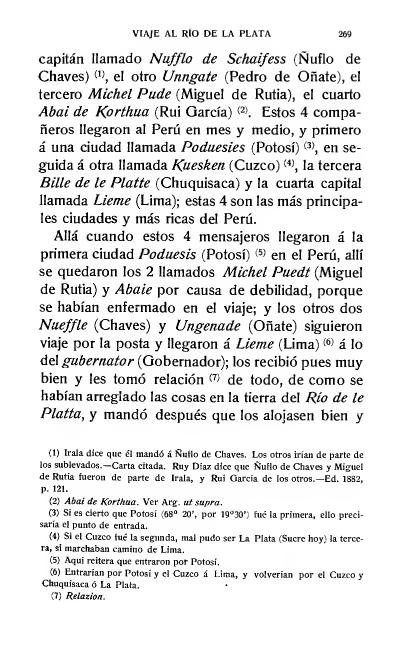 VIAJE AL RÍO DE LA PLATA 269
capitán llamado Nufflo de Schaifess (Ñuflo de
Chaves) (1), el otro Unngate (Pedro de Oñate), el
tercero Michel Pude (Miguel de Rutia), el cuarto
Abai de Korthua (Rui García) (2). Estos 4 compa-
ñeros llegaron al Perú en mes y medio, y primero
á una ciudad llamada Poduesies (Potosí) (3), en se-
guida á otra llamada Kuesken (Cuzco) (4), la tercera
Bille de le Platte (Chuquisaca) y la cuarta capital
llamada Lieme (Lima); estas 4 son las más principa-
les ciudades y más ricas del Perú.
Allá cuando estos 4 mensajeros llegaron á la
primera ciudad Poduesis (Potosí) (5) en el Perú, allí
se quedaron los 2 llamados Michel Puedt (Miguel
de Rutia) y Abaie por causa de debilidad, porque
se habían enfermado en el viaje; y los otros dos
Nueffle (Chaves) y Ungenade (Oñate) siguieron
viaje por la posta y llegaron á Lieme (Lima) (6) á lo
del gubernator (Gobernador); los recibió pues muy
bien y les tomó relación (7) de todo, de como se
habían arreglado las cosas en la tierra del Río de le
Platta, y mandó después que los alojasen bien y
(1) Irala dice que él mandó á Ñuflo de Chaves. Los otros irían de parte de
los sublevados.—Carta citada. Ruy Díaz dice que Ñuflo de Chaves y Miguel
de Rutia fueron de parte de Irala, y Rui García de los otros.—Ed. 1882,
p. 121.
(2) Abai de Korthua. Ver Arg. ut supra.
(3) Si es cierto que Potosí (68° 20', por 19°30') fué la primera, ello preci-
saría el punto de entrada.
(4) Si el Cuzco fué la segunda, mal pudo ser La Plata (Sucre hoy) la terce-
ra, si marchaban camino de Lima.
(5) Aquí reitera que entraron por Potosí.
(6) Entrarían por Potosí y el Cuzco á Lima, y volverían por el Cuzco y
Chuquisaca ó La Plata.
(7) Relazion.